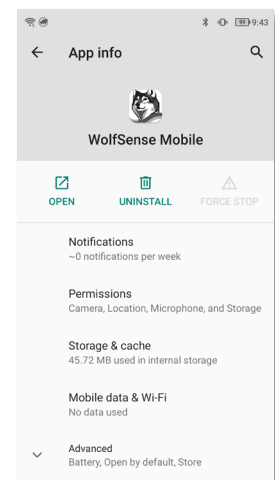 99 9:43
App info
WolfSense Mobile
OPEN UNINSTALL FORCE STOP
Notifications
~0 notifications per week
Permissions
Camera, Location, Microphone, and Storage
Storage & cache
45.72 MB used in internal storage
Mobile data & Wi-Fi
No data used
Advanced
Battery, Open by default, Store